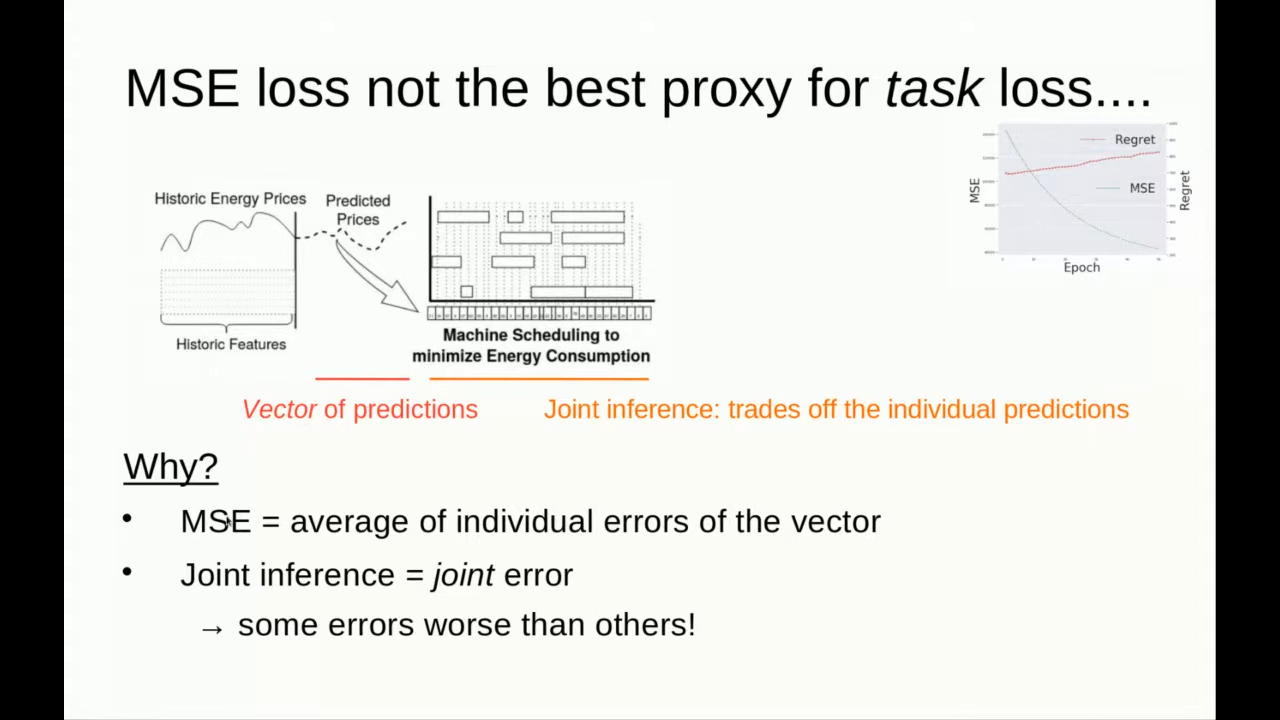 MSE loss not the best proxy for task loss....
Regret
MSE
MSE
Regret
Epoch
Historic Energy Prices
Predicted
Prices
Historic Features
Machine Scheduling to
minimize Energy Consumption
Vector of predictions
Joint inference: trades off the individual predictions
Why?
• MSE = average of individual errors of the vector
• Joint inference = joint error
→ some errors worse than others!